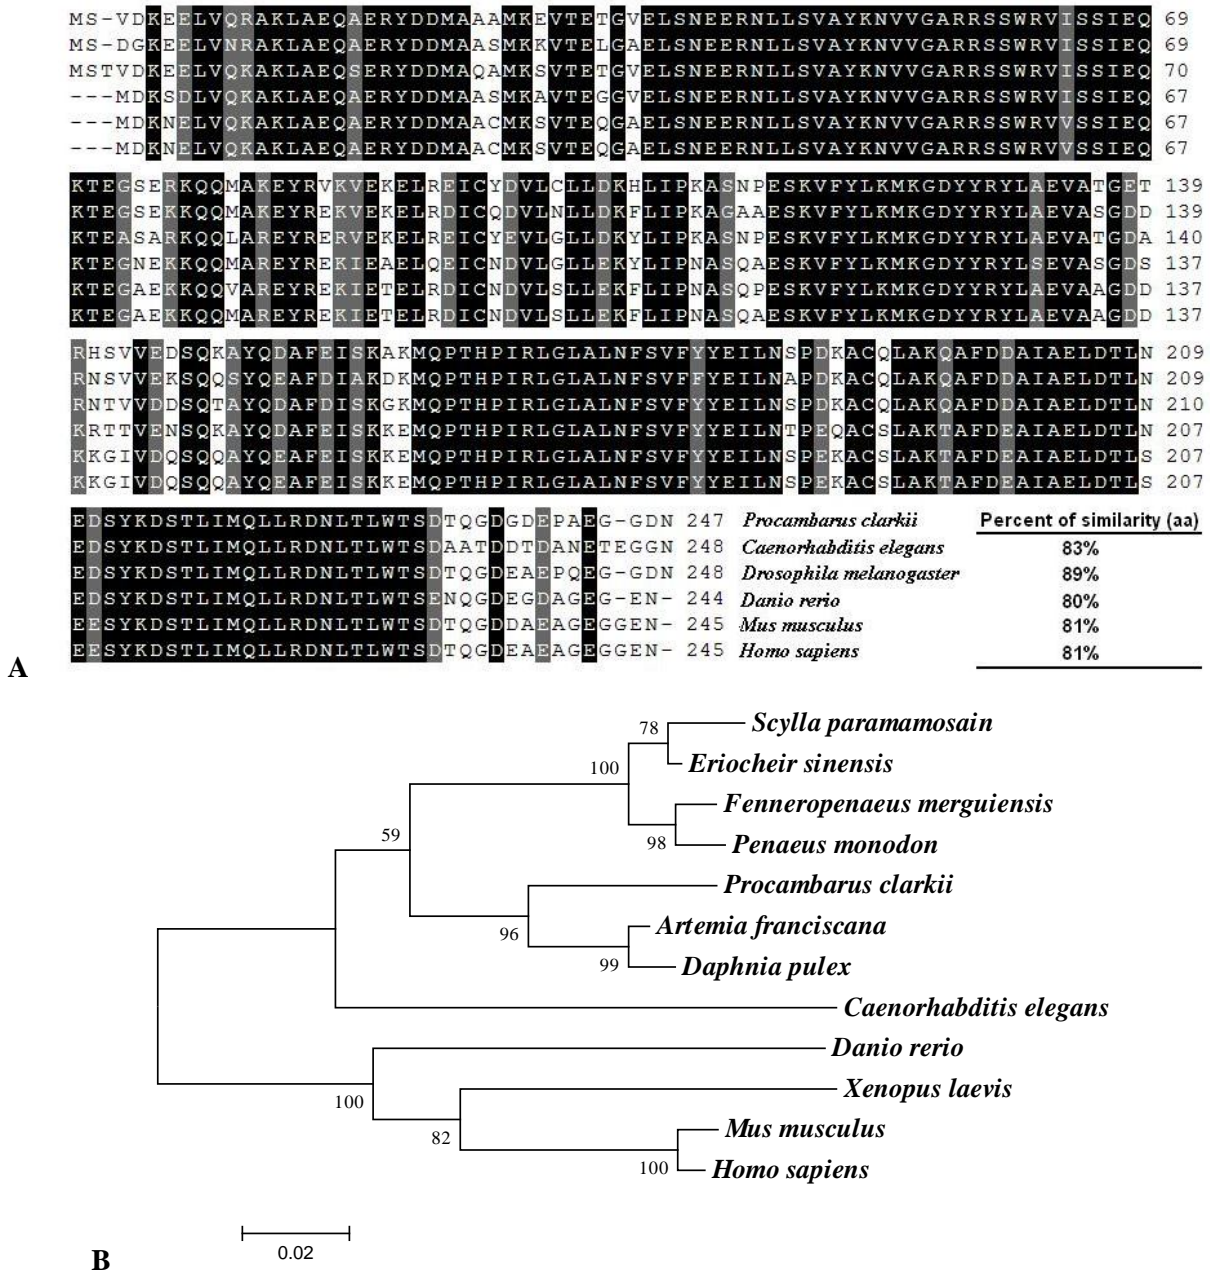 MS-VDKEELVQRAKLAEQAERYDDMAAAMKEVTETGVELSNEERNLLSVAYKNVVGARRSSWRVISSIEQ 69
MS-DGKEELVNRAKLAEQAERYDDMAASMKKVTELGAELSNEERNLLSVAYKNVVGARRSSWRVISSIEQ 69
MSTVDKEELVQKAKLAEQSERYDDMAQAMKSVTETGVELSNEERNLLSVAYKNVVGARRSSWRVISSIEQ 70
---MDKSDLVQKAKLAEQAERYDDMAASMKAVTEGGVELSNEERNLLSVAYKNVVGARRSSWRVISSIEQ 67
---MDKNELVQKAKLAEQAERYDDMAACMKSVTEQGAELSNEERNLLSVAYKNVVGARRSSWRVVSSIEQ 67
---MDKNELVQKAKLAEQAERYDDMAACMKSVTEQGAELSNEERNLLSVAYKNVVGARRSSWRVVSSIEQ 67
KTEGSERKQQMAKEYRVKVEKELREICYDVLCLLDKHLIPKASNPESKVFYLKMKGDYYRYLAEVATGET 139
KTEGSEKKQQMAKEYREKVEKELRDICQDVLNLLDKFLIPKAGAAESKVFYLKMKGDYYRYLAEVASGDD 139
KTEASARKQQLAREYRERVEKELREICYEVLGLLDKYLIPKASNPESKVFYLKMKGDYYRYLAEVATGDA 140
KTEGNEKKQQMAREYREKIEAELQEICNDVLGLLEKYLIPNASQAESKVFYLKMKGDYYRYLSEVASGDS 137
KTEGAEKKQQVAREYREKIETELRDICNDVLSLLEKFLIPNASQPESKVFYLKMKGDYYRYLAEVAAGDD 137
KTEGAEKKQQMAREYREKIETELRDICNDVLSLLEKFLIPNASQAESKVFYLKMKGDYYRYLAEVAAGDD 137
RHSVVEDSQKAYQDAFEISKAKMQPTHPIRLGLALNFSVFYYEILNSPDKACQLAKQAFDDAIAELDTLN 209
RNSVVEKSQQSYQEAFDIAKDKMQPTHPIRLGLALNFSVFFYEILNAPDKACQLAKQAFDDAIAELDTLN 209
RNTVVDDSQTAYQDAFDISKGKMQPTHPIRLGLALNFSVFYYEILNSPDKACQLAKQAFDDAIAELDTLN 210
KRTTVENSQKAYQDAFEISKKEMQPTHPIRLGLALNFSVFYYEILNTPEQACSLAKTAFDEAIAELDTLN 207
KKGIVDQSQQAYQEAFEISKKEMQPTHPIRLGLALNFSVFYYEILNSPEKACSLAKTAFDEAIAELDTLS 207
KKGIVDQSQQAYQEAFEISKKEMQPTHPIRLGLALNFSVFYYEILNSPEKACSLAKTAFDEAIAELDTLS 207
EDSYKDSTLIMQLLRDNLTLWTSDTQGDGDEPAEG-GDN 247 Procambarus clarkii Percent of similarity (aa)
EDSYKDSTLIMQLLRDNLTLWTSDAATDDTDANETEGGN 248 Caenorhabditis elegans 83%
EDSYKDSTLIMQLLRDNLTLWTSDTQGDEAEPQEG-GDN 248 Drosophila melanogaster 89%
EDSYKDSTLIMQLLRDNLTLWTSENQGDEGDAGEG-EN- 244 Danio rerio 80%
EESYKDSTLIMQLLRDNLTLWTSDTQGDDAEAGEGGEN- 245 Mus musculus 81%
EESYKDSTLIMQLLRDNLTLWTSDTQGDEAEAGEGGEN- 245 Homo sapiens 81%
A
78 Scylla paramamosain
Eriocheir sinensis
100
Fenneropenaeus merguiensis
98 Penaeus monodon
59
Procambarus clarkii
96 Artemia franciscana
99 Daphnia pulex
Caenorhabditis elegans
Danio rerio
100
Xenopus laevis
82
Mus musculus
100 Homo sapiens
0.02
B